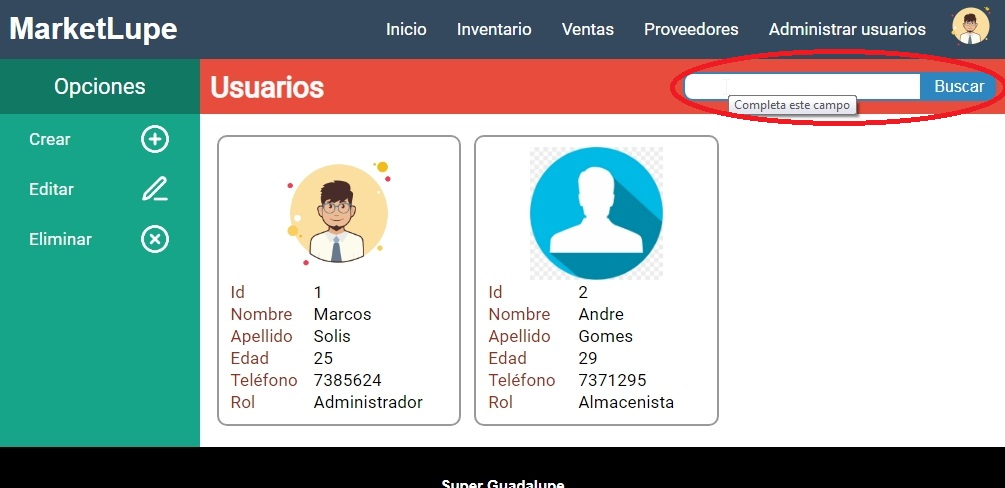 MarketLupe
Inicio
Inventario
Ventas
Proveedores
Administrar usuarios
Opciones
Usuarios
Buscar
Completa este campo
Crear
Editar
Eliminar
Id 1
Nombre Marcos
Apellido Solis
Edad 25
Teléfono 7385624
Rol Administrador
Id 2
Nombre Andre
Apellido Gomes
Edad 29
Teléfono 7371295
Rol Almacenista
Super Guadalupe